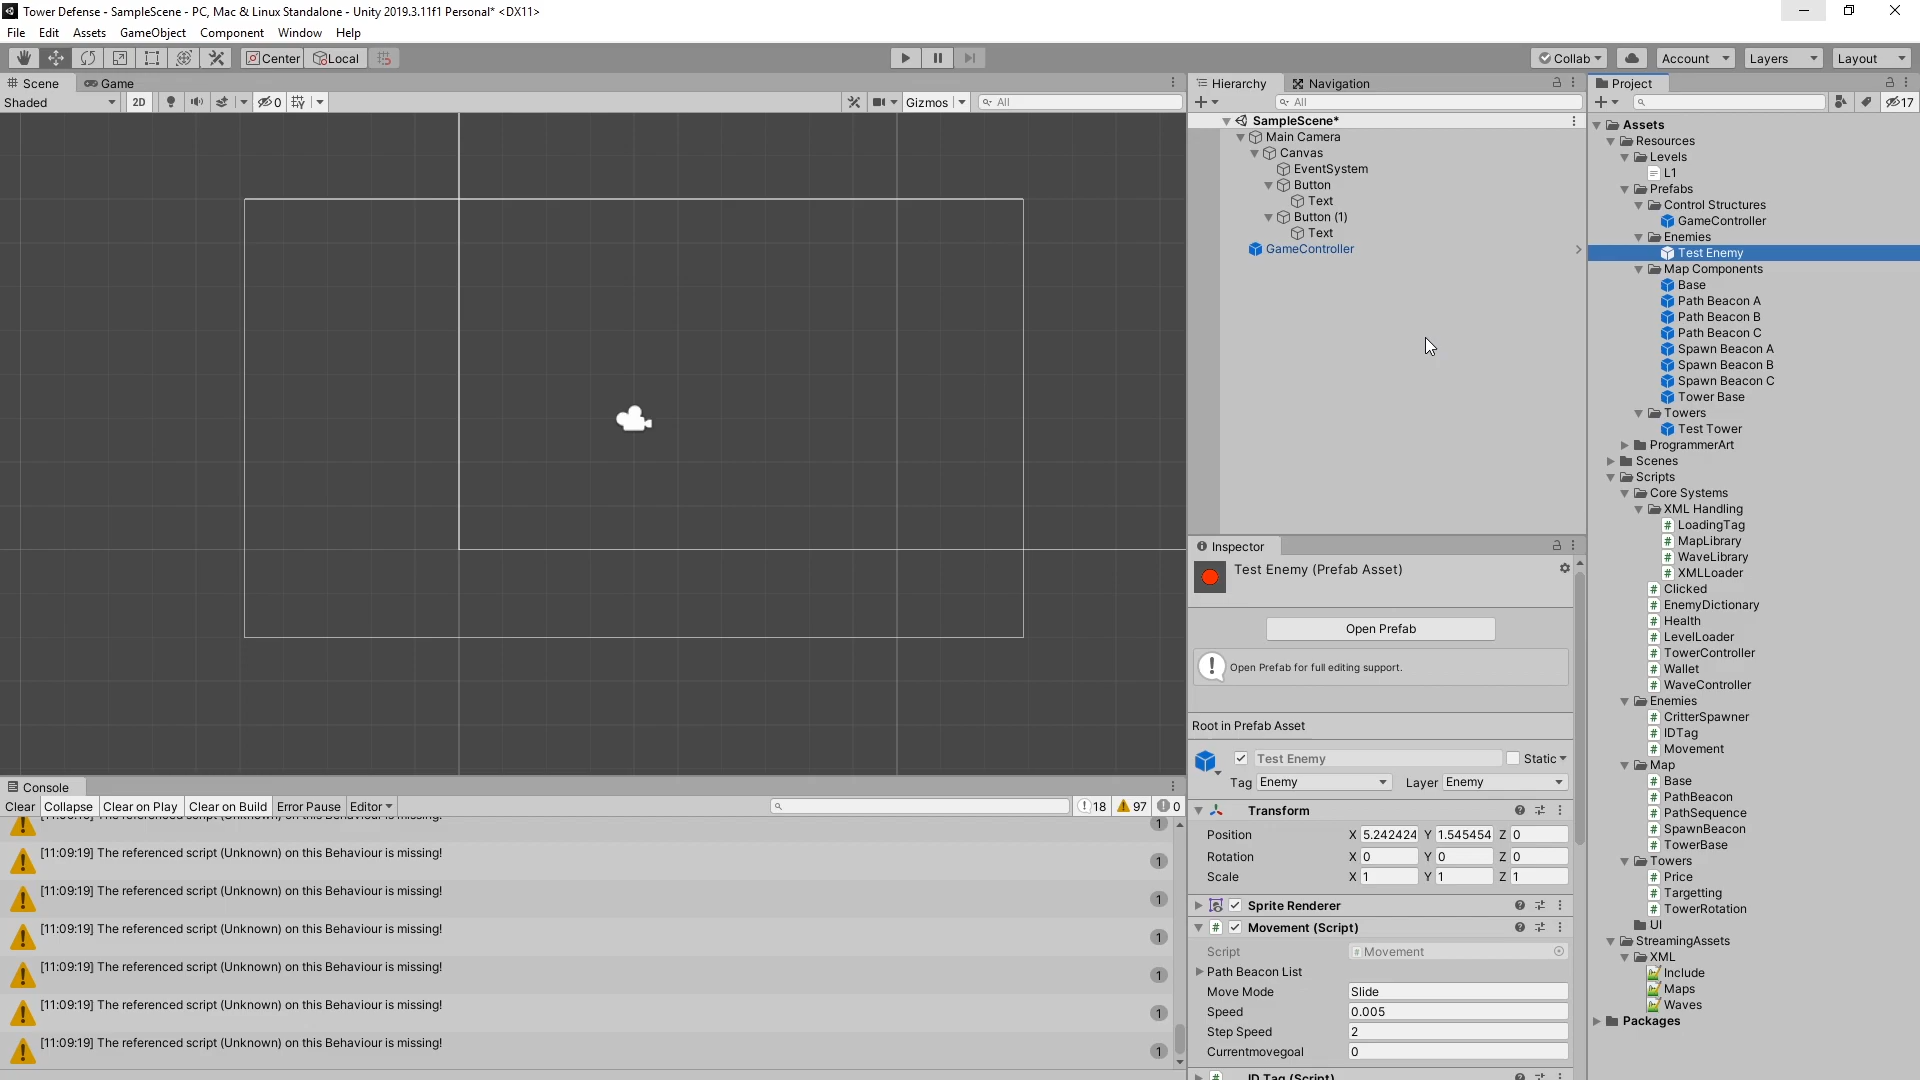 Tower Defense - SampleScene - PC, Mac & Linux Standalone - Unity 2019.3.11f1 Personal* <DX11>
File Edit Assets GameObject Component Window Help
Center Local
Collab Account Layers Layout
Scene Game
Shaded 2D 0 Gizmos All
Hierarchy Navigation
All
SampleScene*
Main Camera
Canvas
EventSystem
Button
Text
Button (1)
Text
GameController
Project
17
Assets
Resources
Levels
L1
Prefabs
Control Structures
GameController
Enemies
Test Enemy
Map Components
Base
Path Beacon A
Path Beacon B
Path Beacon C
Spawn Beacon A
Spawn Beacon B
Spawn Beacon C
Tower Base
Towers
Test Tower
ProgrammerArt
Scenes
Scripts
Core Systems
XML Handling
LoadingTag
MapLibrary
WaveLibrary
XMLLoader
Clicked
EnemyDictionary
Health
LevelLoader
TowerController
Wallet
WaveController
Enemies
CritterSpawner
IDTag
Movement
Map
Base
PathBeacon
PathSequence
SpawnBeacon
TowerBase
Towers
Price
Targetting
TowerRotation
UI
StreamingAssets
XML
Include
Maps
Waves
Packages
Inspector
Test Enemy (Prefab Asset)
Open Prefab
Open Prefab for full editing support.
Root in Prefab Asset
Test Enemy Static
Tag Enemy Layer Enemy
Transform
Position X 5.242424 Y 1.545454 Z 0
Rotation X 0 Y 0 Z 0
Scale X 1 Y 1 Z 1
Sprite Renderer
Movement (Script)
Script Movement
Path Beacon List
Move Mode Slide
Speed 0.005
Step Speed 2
Currentmovegoal 0
ID Tag (Script)
Console
Clear Collapse Clear on Play Clear on Build Error Pause Editor 18 97 0
[11:09:19] The referenced script (Unknown) on this Behaviour is missing! 1
[11:09:19] The referenced script (Unknown) on this Behaviour is missing! 1
[11:09:19] The referenced script (Unknown) on this Behaviour is missing! 1
[11:09:19] The referenced script (Unknown) on this Behaviour is missing! 1
[11:09:19] The referenced script (Unknown) on this Behaviour is missing! 1
[11:09:19] The referenced script (Unknown) on this Behaviour is missing! 1
[11:09:19] The referenced script (Unknown) on this Behaviour is missing! 1